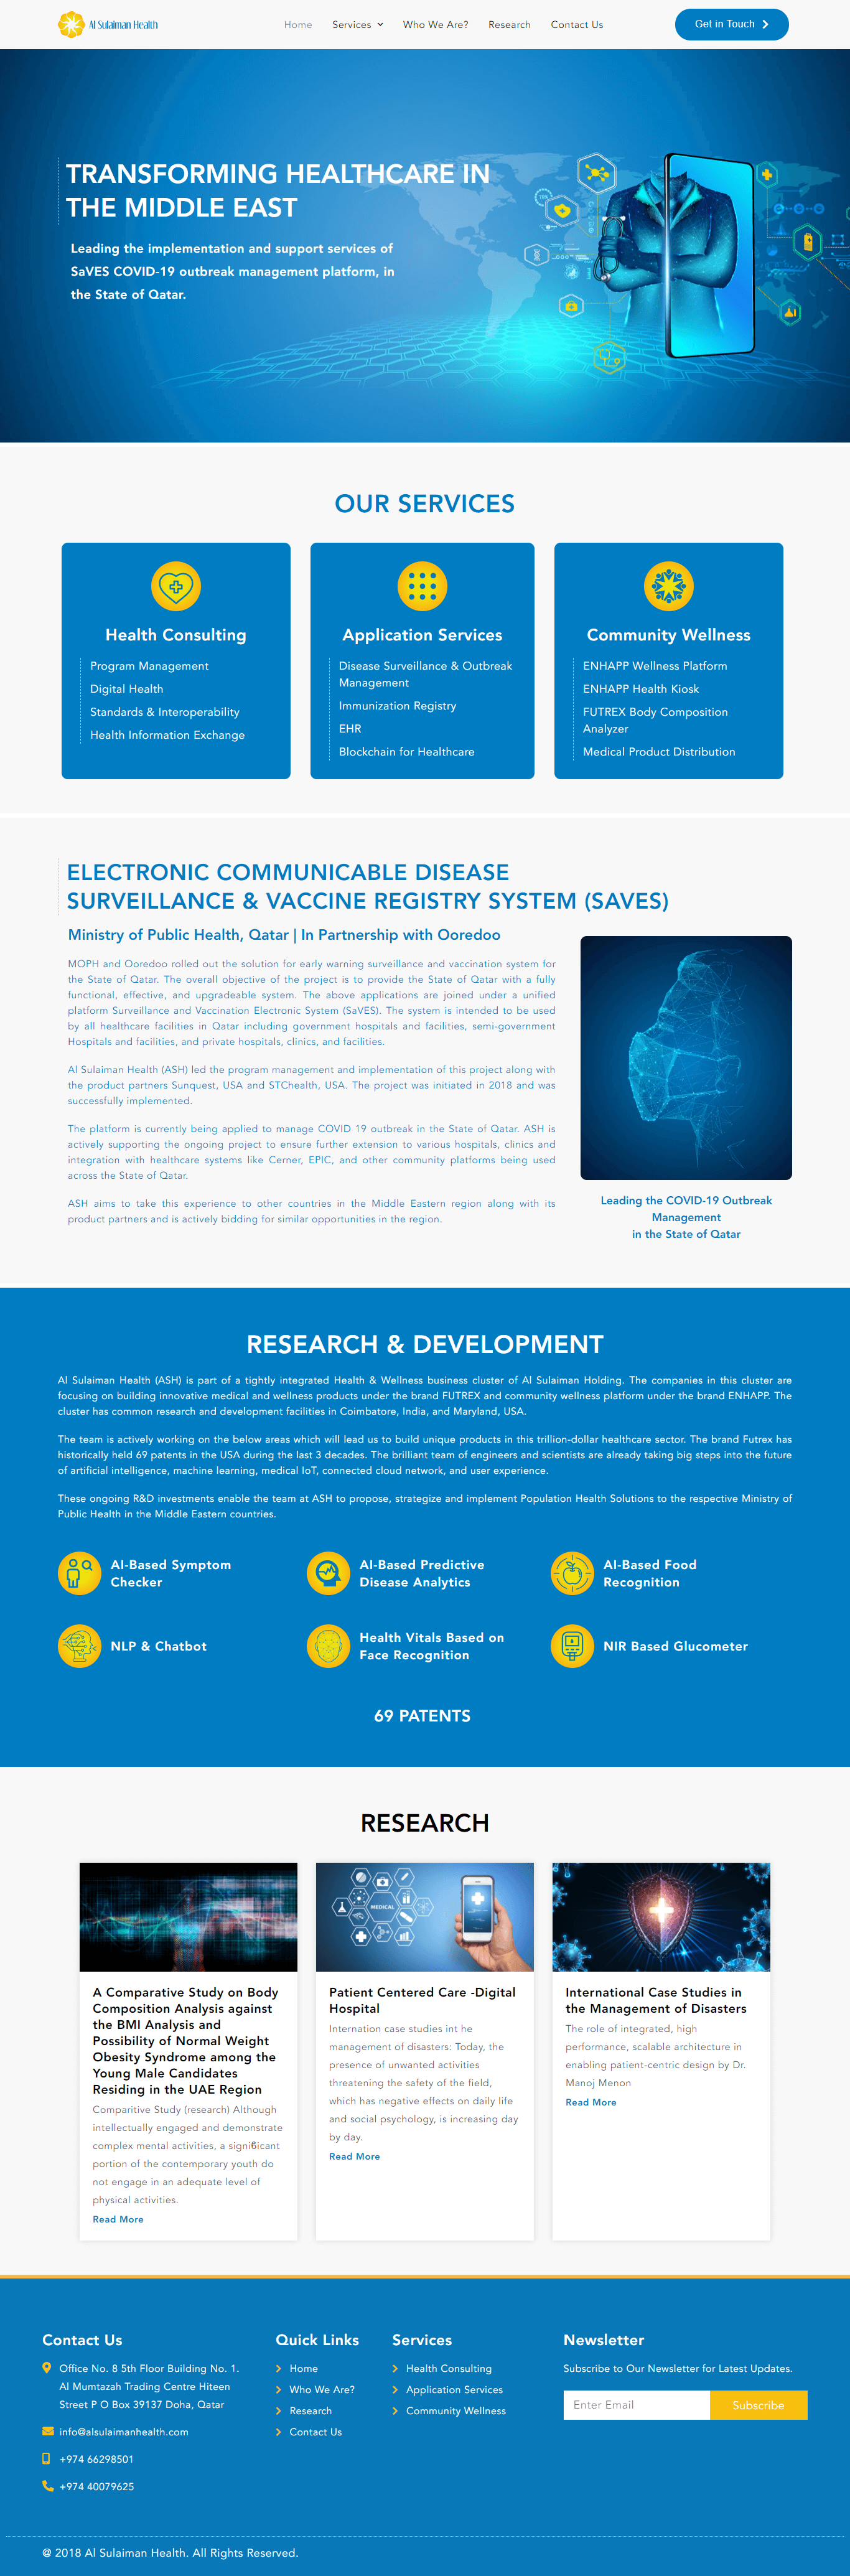 Al Sulaiman Health
Home
Services
Who We Are?
Research
Contact Us
Get in Touch
TRANSFORMING HEALTHCARE IN
THE MIDDLE EAST
Leading the implementation and support services of
SaVES COVID-19 outbreak management platform, in
the State of Qatar.
OUR SERVICES
Health Consulting
Program Management
Digital Health
Standards & Interoperability
Health Information Exchange
Application Services
Disease Surveillance & Outbreak
Management
Immunization Registry
EHR
Blockchain for Healthcare
Community Wellness
ENHAPP Wellness Platform
ENHAPP Health Kiosk
FUTREX Body Composition
Analyzer
Medical Product Distribution
ELECTRONIC COMMUNICABLE DISEASE
SURVEILLANCE & VACCINE REGISTRY SYSTEM (SAVES)
Ministry of Public Health, Qatar | In Partnership with Ooredoo
MOPH and Ooredoo rolled out the solution for early warning surveillance and vaccination system for
the State of Qatar. The overall objective of the project is to provide the State of Qatar with a fully
functional, effective, and upgradeable system. The above applications are joined under a unified
platform Surveillance and Vaccination Electronic System (SaVES). The system is intended to be used
by all healthcare facilities in Qatar including government hospitals and facilities, semi-government
Hospitals and facilities, and private hospitals, clinics, and facilities.
Al Sulaiman Health (ASH) led the program management and implementation of this project along with
the product partners Sunquest, USA and STChealth, USA. The project was initiated in 2018 and was
successfully implemented.
The platform is currently being applied to manage COVID 19 outbreak in the State of Qatar. ASH is
actively supporting the ongoing project to ensure further extension to various hospitals, clinics and
integration with healthcare systems like Cerner, EPIC, and other community platforms being used
across the State of Qatar.
ASH aims to take this experience to other countries in the Middle Eastern region along with its
product partners and is actively bidding for similar opportunities in the region.
Leading the COVID-19 Outbreak
Management
in the State of Qatar
RESEARCH & DEVELOPMENT
Al Sulaiman Health (ASH) is part of a tightly integrated Health & Wellness business cluster of Al Sulaiman Holding. The companies in this cluster are
focusing on building innovative medical and wellness products under the brand FUTREX and community wellness platform under the brand ENHAPP. The
cluster has common research and development facilities in Coimbatore, India, and Maryland, USA.
The team is actively working on the below areas which will lead us to build unique products in this trillion-dollar healthcare sector. The brand Futrex has
historically held 69 patents in the USA during the last 3 decades. The brilliant team of engineers and scientists are already taking big steps into the future
of artificial intelligence, machine learning, medical IoT, connected cloud network, and user experience.
These ongoing R&D investments enable the team at ASH to propose, strategize and implement Population Health Solutions to the respective Ministry of
Public Health in the Middle Eastern countries.
AI-Based Symptom
Checker
AI-Based Predictive
Disease Analytics
AI-Based Food
Recognition
NLP & Chatbot
Health Vitals Based on
Face Recognition
NIR Based Glucometer
69 PATENTS
RESEARCH
MEDICAL
A Comparative Study on Body
Composition Analysis against
the BMI Analysis and
Possibility of Normal Weight
Obesity Syndrome among the
Young Male Candidates
Residing in the UAE Region
Comparitive Study (research) Although
intellectually engaged and demonstrate
complex mental activities, a signi6icant
portion of the contemporary youth do
not engage in an adequate level of
physical activities.
Read More
Patient Centered Care -Digital
Hospital
Internation case studies int he
management of disasters: Today, the
presence of unwanted activities
threatening the safety of the field,
which has negative effects on daily life
and social psychology, is increasing day
by day.
Read More
International Case Studies in
the Management of Disasters
The role of integrated, high
performance, scalable architecture in
enabling patient-centric design by Dr.
Manoj Menon
Read More
Contact Us
Office No. 8 5th Floor Building No. 1.
Al Mumtazah Trading Centre Hiteen
Street P O Box 39137 Doha, Qatar
info@alsulaimanhealth.com
+974 66298501
+974 40079625
Quick Links
Home
Who We Are?
Research
Contact Us
Services
Health Consulting
Application Services
Community Wellness
Newsletter
Subscribe to Our Newsletter for Latest Updates.
Enter Email
Subscribe
@ 2018 Al Sulaiman Health. All Rights Reserved.